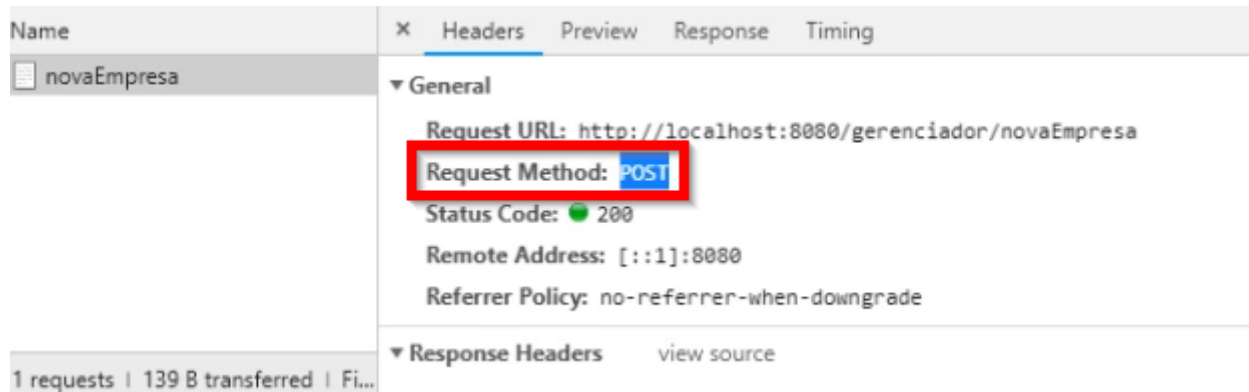 Name
novaEmpresa
1 requests | 139 B transferred | Fi...
× Headers Preview Response Timing
▼ General
Request URL: http://localhost:8080/gerenciador/novaEmpresa
Request Method: POST
Status Code: 200
Remote Address: [::1]:8080
Referrer Policy: no-referrer-when-downgrade
▼ Response Headers view source